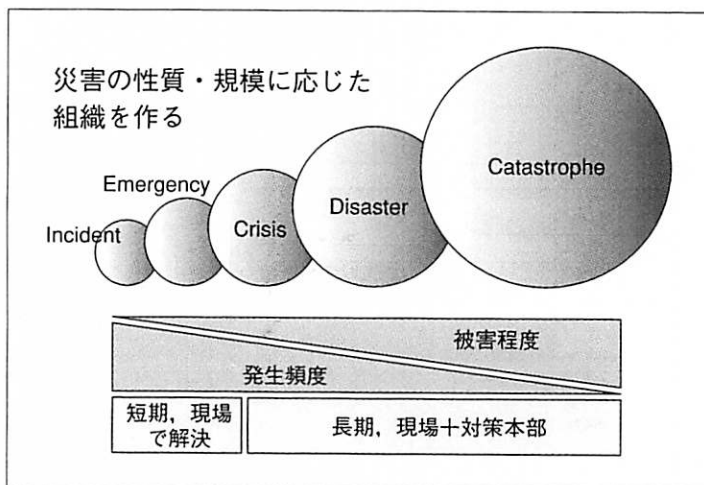 災害の性質・規模に応じた
組織を作る
Incident
Emergency
Crisis
Disaster
Catastrophe
被害程度
発生頻度
短期，現場
で解決
長期，現場＋対策本部